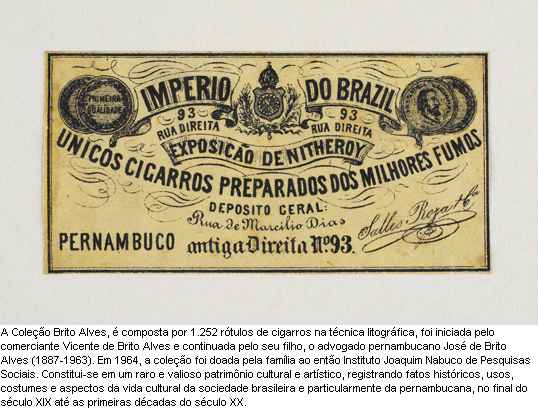 IMPERIO DO BRAZIL
PRIMEIRA
QUALIDADE
93 93
RUA DIREITA RUA DIREITA
EXPOSIÇÃO DE NITHEROY
UNICOS CIGARROS PREPARADOS DOS MILHORES FUMOS
DEPOSITO GERAL:
Rua de Marcilio Dias
Salles Roza & Cia
PERNAMBUCO antiga Direita Nº 93.
A Coleção Brito Alves, é composta por 1.252 rótulos de cigarros na técnica litográfica, foi iniciada pelo
comerciante Vicente de Brito Alves e continuada pelo seu filho, o advogado pernambucano José de Brito
Alves (1887-1963). Em 1964, a coleção foi doada pela família ao então Instituto Joaquim Nabuco de Pesquisas
Sociais. Constitui-se em um raro e valioso patrimônio cultural e artístico, registrando fatos históricos, usos,
costumes e aspectos da vida cultural da sociedade brasileira e particularmente da pernambucana, no final do
século XIX até as primeiras décadas do século XX.